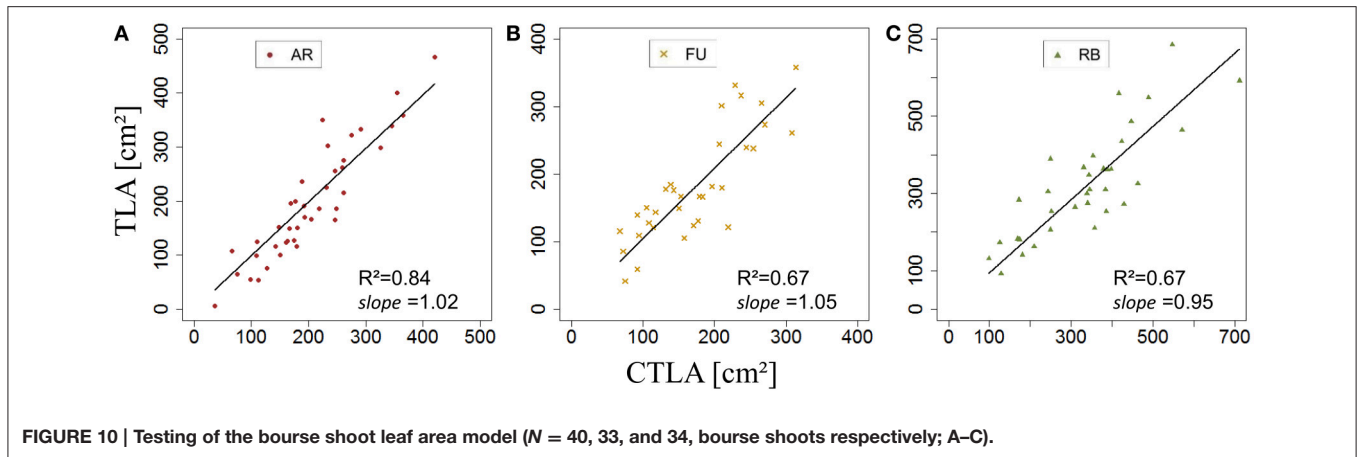 A
AR
500
400
300
200
100
0
R²=0.84
slope =1.02
0 100 200 300 400 500
B
FU
400
300
200
100
0
R²=0.67
slope =1.05
0 100 200 300 400
C
RB
700
500
300
100
R²=0.67
slope =0.95
100 300 500 700
TLA [cm²]
CTLA [cm²]
FIGURE 10 | Testing of the bourse shoot leaf area model (N = 40, 33, and 34, bourse shoots respectively; A–C).